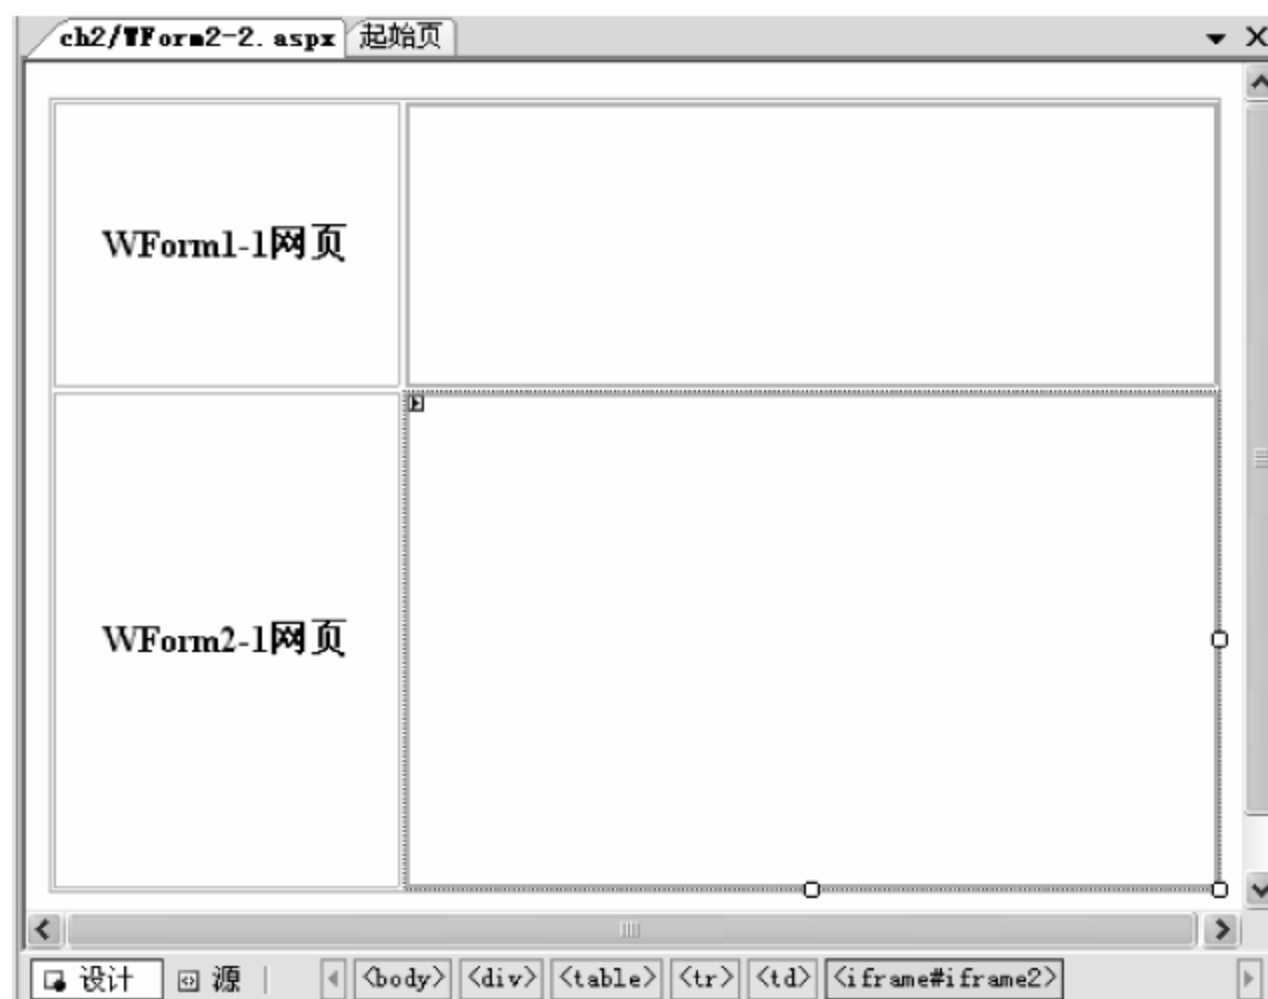 ch2/WForm2-2.aspx 起始页
WForm1-1网页
WForm2-1网页
设计 源 <body> <div> <table> <tr> <td> <iframe#iframe2>